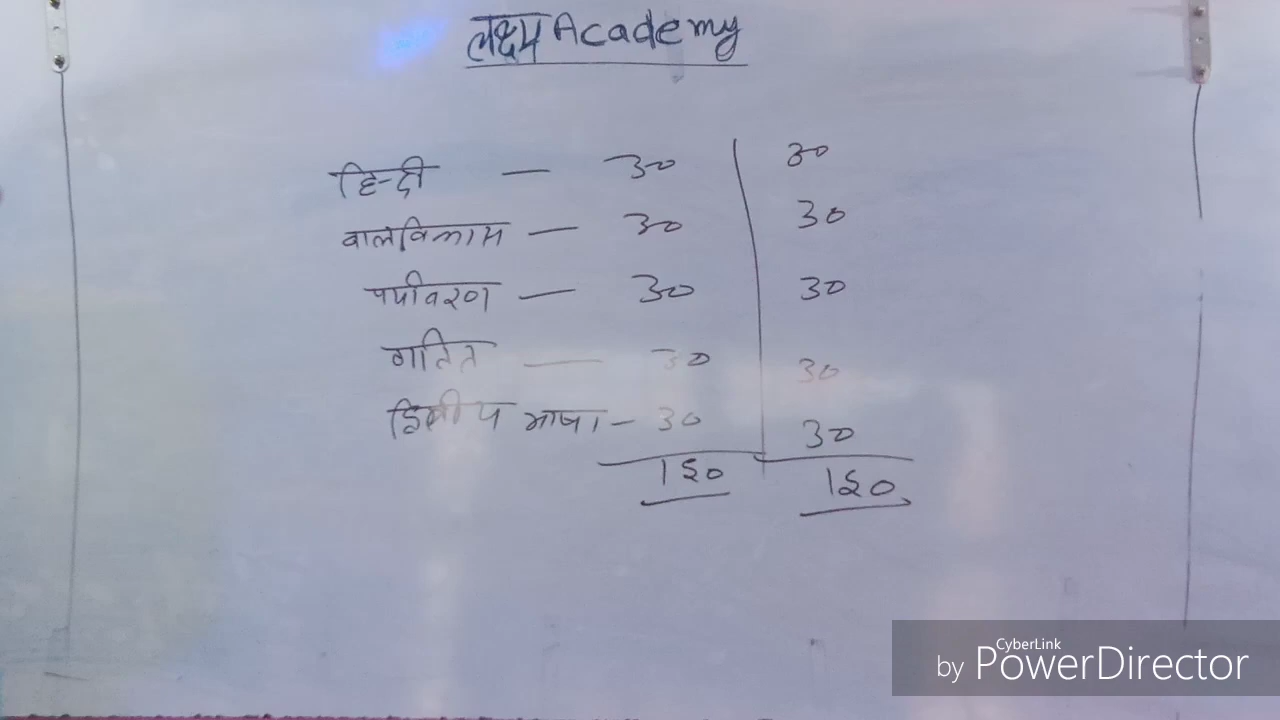 लक्ष्य Academy
हिन्दी — 30 30
बालविकास — 30 30
पर्यावरण — 30 30
गणित — 30 30
द्वितीय भाषा — 30 30
150 150
CyberLink
by PowerDirector